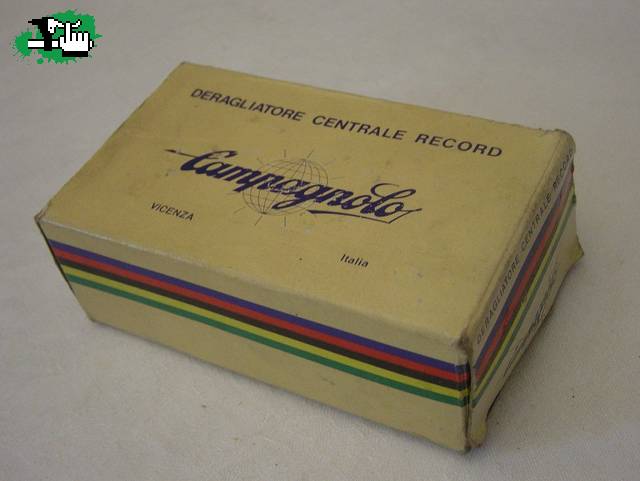 DERAGLIATORE CENTRALE RECORD
Campagnolo
VICENZA
Italia
DERAGLIATORE CENTRALE RECORD